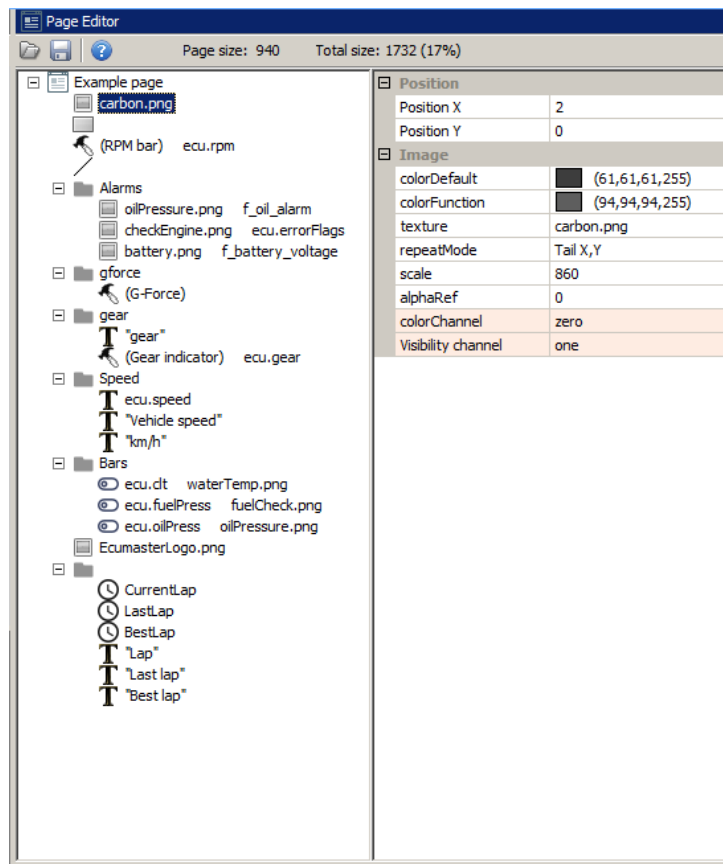 Page Editor
Page size: 940 Total size: 1732 (17%)
Example page
carbon.png
(RPM bar) ecu.rpm
Alarms
oilPressure.png f_oil_alarm
checkEngine.png ecu.errorFlags
battery.png f_battery_voltage
gforce
(G-Force)
gear
"gear"
(Gear indicator) ecu.gear
Speed
ecu.speed
"Vehicle speed"
"km/h"
Bars
ecu.clt waterTemp.png
ecu.fuelPress fuelCheck.png
ecu.oilPress oilPressure.png
EcumasterLogo.png
CurrentLap
LastLap
BestLap
"Lap"
"Last lap"
"Best lap"
Position
Position X 2
Position Y 0
Image
colorDefault (61,61,61,255)
colorFunction (94,94,94,255)
texture carbon.png
repeatMode Tail X,Y
scale 860
alphaRef 0
colorChannel zero
Visibility channel one